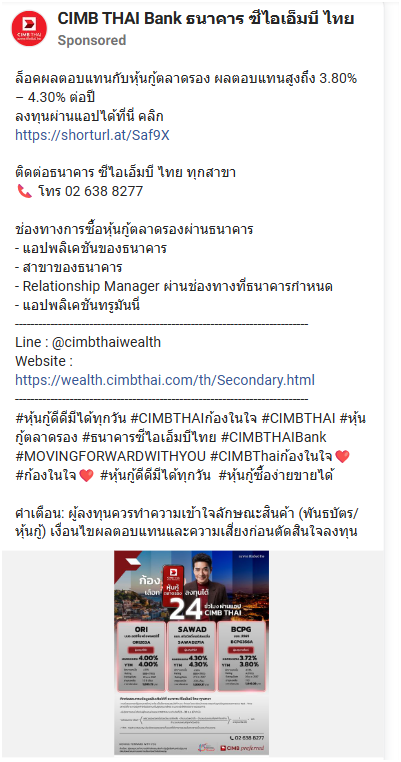 CIMB THAI Bank ธนาคาร ซีไอเอ็มบี ไทย
CIMB THAI
Sponsored
ล็อคผลตอบแทนกับหุ้นกู้ตลาดรอง ผลตอบแทนสูงถึง 3.80%
– 4.30% ต่อปี
ลงทุนผ่านแอปได้ที่นี่ คลิก
https://shorturl.at/Saf9X
ติดต่อธนาคาร ซีไอเอ็มบี ไทย ทุกสาขา
📞 โทร 02 638 8277
ช่องทางการซื้อหุ้นกู้ตลาดรองผ่านธนาคาร
- แอปพลิเคชันของธนาคาร
- สาขาของธนาคาร
- Relationship Manager ผ่านช่องทางที่ธนาคารกำหนด
- แอปพลิเคชันทรูมันนี่
Line : @cimbthaiwealth
Website :
https://wealth.cimbthai.com/th/Secondary.html
#หุ้นกู้ดีดีมีได้ทุกวัน #CIMBTHAIก้องในใจ #CIMBTHAI #หุ้น
กู้ตลาดรอง #ธนาคารซีไอเอ็มบีไทย #CIMBTHAIBank
#MOVINGFORWARDWITHYOU #CIMBThaiก้องในใจ❤️
#ก้องในใจ❤️ #หุ้นกู้ดีดีมีได้ทุกวัน #หุ้นกู้ซื้อง่ายขายได้
คำเตือน: ผู้ลงทุนควรทำความเข้าใจลักษณะสินค้า (พันธบัตร/
หุ้นกู้) เงื่อนไขผลตอบแทนและความเสี่ยงก่อนตัดสินใจลงทุน
หุ้นกู้
ลงทุนได้
24
CIMB THAI
ORI SAWAD BCPG
4.00% 4.30% 3.72%
YTM 4.00% YTM 4.30% YTM 3.80%
02 638 8277
CIMB preferred